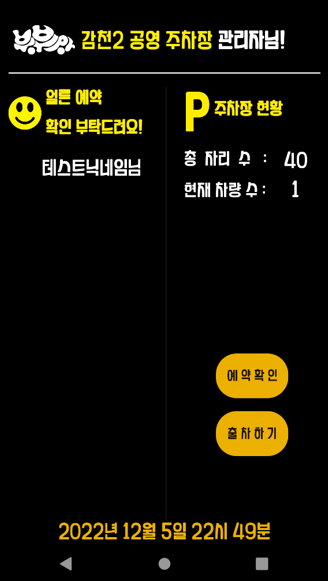 감천2 공영 주차장 관리자님!
얼른 예약
확인 부탁드려요!
테스트닉네임님
P 주차장 현황
총 자리 수 : 40
현재 차량 수 : 1
예약확인
출차하기
2022년 12월 5일 22시 49분